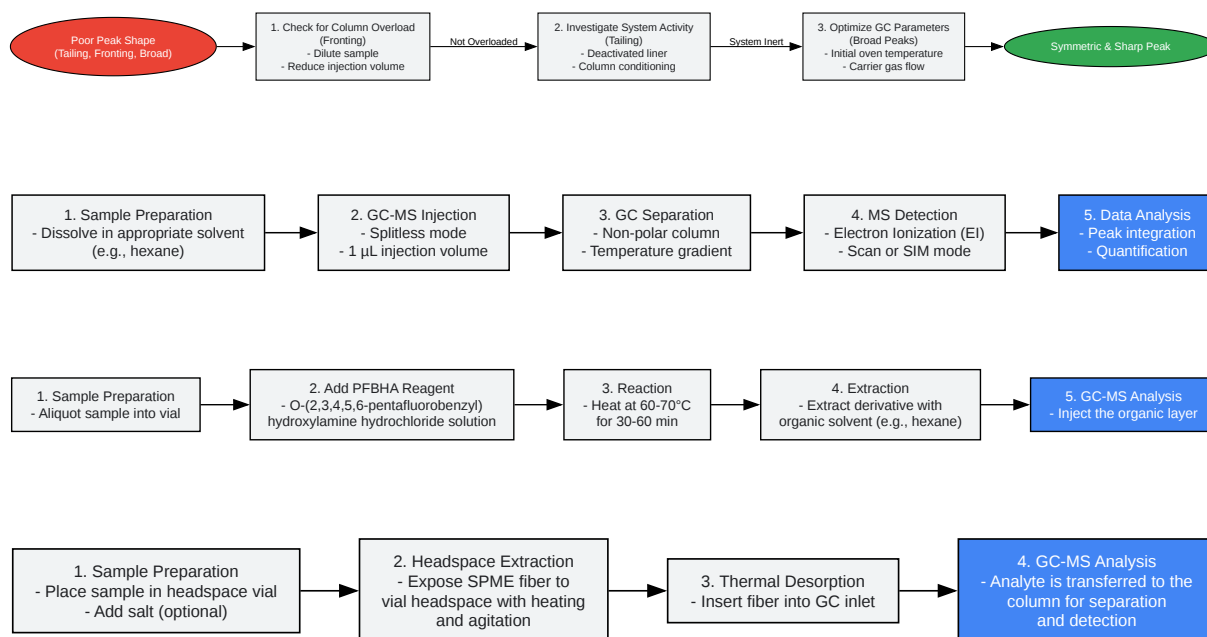 Poor Peak Shape
(Tailing, Fronting, Broad)
1. Check for Column Overload
(Fronting)
- Dilute sample
- Reduce injection volume
Not Overloaded
2. Investigate System Activity
(Tailing)
- Deactivated liner
- Column conditioning
System Inert
3. Optimize GC Parameters
(Broad Peaks)
- Initial oven temperature
- Carrier gas flow
Symmetric & Sharp Peak
1. Sample Preparation
- Dissolve in appropriate solvent
(e.g., hexane)
2. GC-MS Injection
- Splitless mode
- 1 µL injection volume
3. GC Separation
- Non-polar column
- Temperature gradient
4. MS Detection
- Electron Ionization (EI)
- Scan or SIM mode
5. Data Analysis
- Peak integration
- Quantification
1. Sample Preparation
- Aliquot sample into vial
2. Add PFBHA Reagent
- O-(2,3,4,5,6-pentafluorobenzyl)
hydroxylamine hydrochloride solution
3. Reaction
- Heat at 60-70°C
for 30-60 min
4. Extraction
- Extract derivative with
organic solvent (e.g., hexane)
5. GC-MS Analysis
- Inject the organic layer
1. Sample Preparation
- Place sample in headspace vial
- Add salt (optional)
2. Headspace Extraction
- Expose SPME fiber to
vial headspace with heating
and agitation
3. Thermal Desorption
- Insert fiber into GC inlet
4. GC-MS Analysis
- Analyte is transferred to the
column for separation
and detection